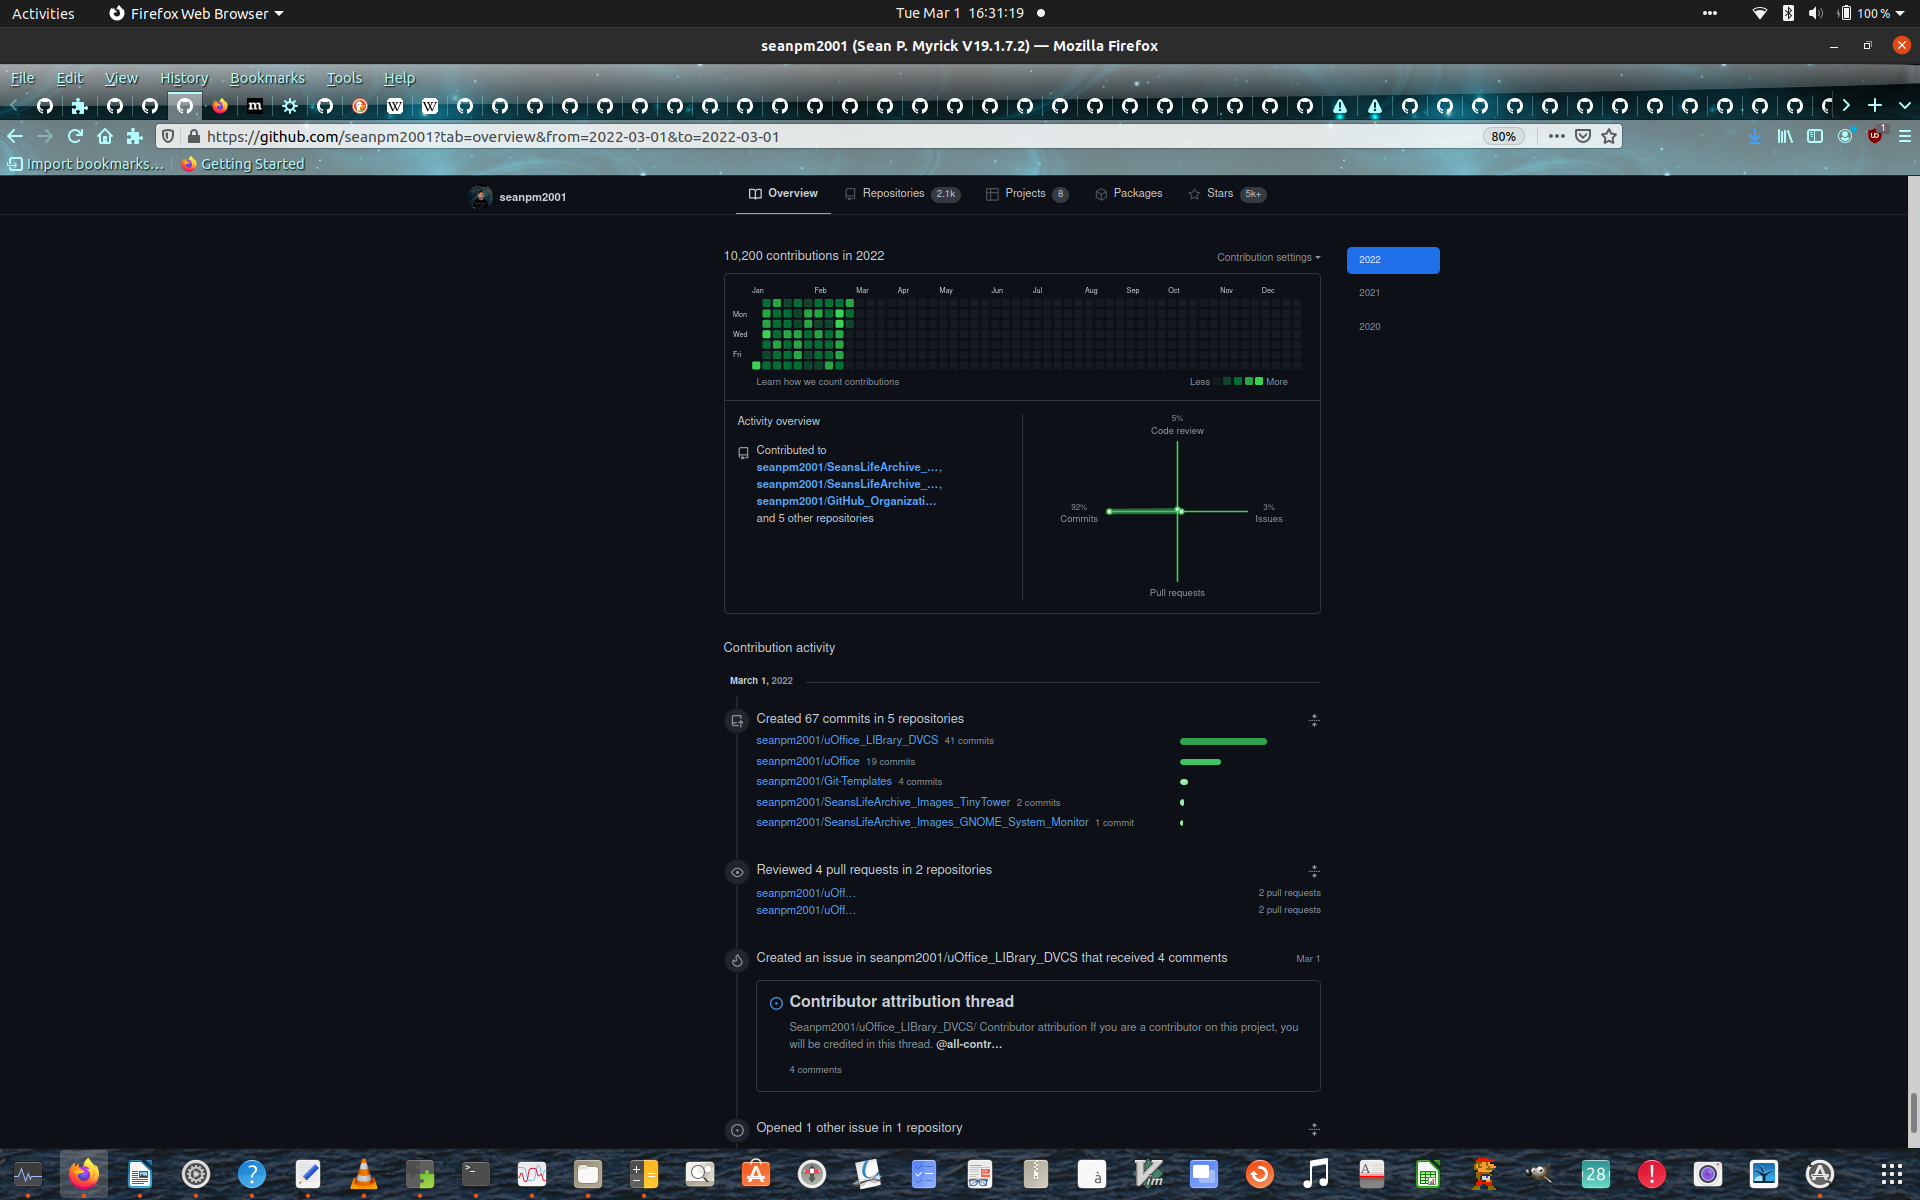 Activities
Firefox Web Browser
Tue Mar 1 16:31:19
100 %
seanpm2001 (Sean P. Myrick V19.1.7.2) — Mozilla Firefox
File Edit View History Bookmarks Tools Help
https://github.com/seanpm2001?tab=overview&from=2022-03-01&to=2022-03-01
80%
1
Import bookmarks…
Getting Started
seanpm2001
Overview
Repositories 2.1k
Projects 8
Packages
Stars 5k+
10,200 contributions in 2022
Contribution settings
2022
2021
2020
Jan Feb Mar Apr May Jun Jul Aug Sep Oct Nov Dec
Mon
Wed
Fri
Learn how we count contributions
Less
More
Activity overview
Contributed to
seanpm2001/SeansLifeArchive_…,
seanpm2001/SeansLifeArchive_…,
seanpm2001/GitHub_Organizati…
and 5 other repositories
5%
Code review
92%
Commits
3%
Issues
Pull requests
Contribution activity
March 1, 2022
Created 67 commits in 5 repositories
seanpm2001/uOffice_LIBrary_DVCS 41 commits
seanpm2001/uOffice 19 commits
seanpm2001/Git-Templates 4 commits
seanpm2001/SeansLifeArchive_Images_TinyTower 2 commits
seanpm2001/SeansLifeArchive_Images_GNOME_System_Monitor 1 commit
Reviewed 4 pull requests in 2 repositories
seanpm2001/uOff… 2 pull requests
seanpm2001/uOff… 2 pull requests
Created an issue in seanpm2001/uOffice_LIBrary_DVCS that received 4 comments
Mar 1
Contributor attribution thread
Seanpm2001/uOffice_LIBrary_DVCS/ Contributor attribution If you are a contributor on this project, you
will be credited in this thread. @all-contr…
4 comments
Opened 1 other issue in 1 repository
28